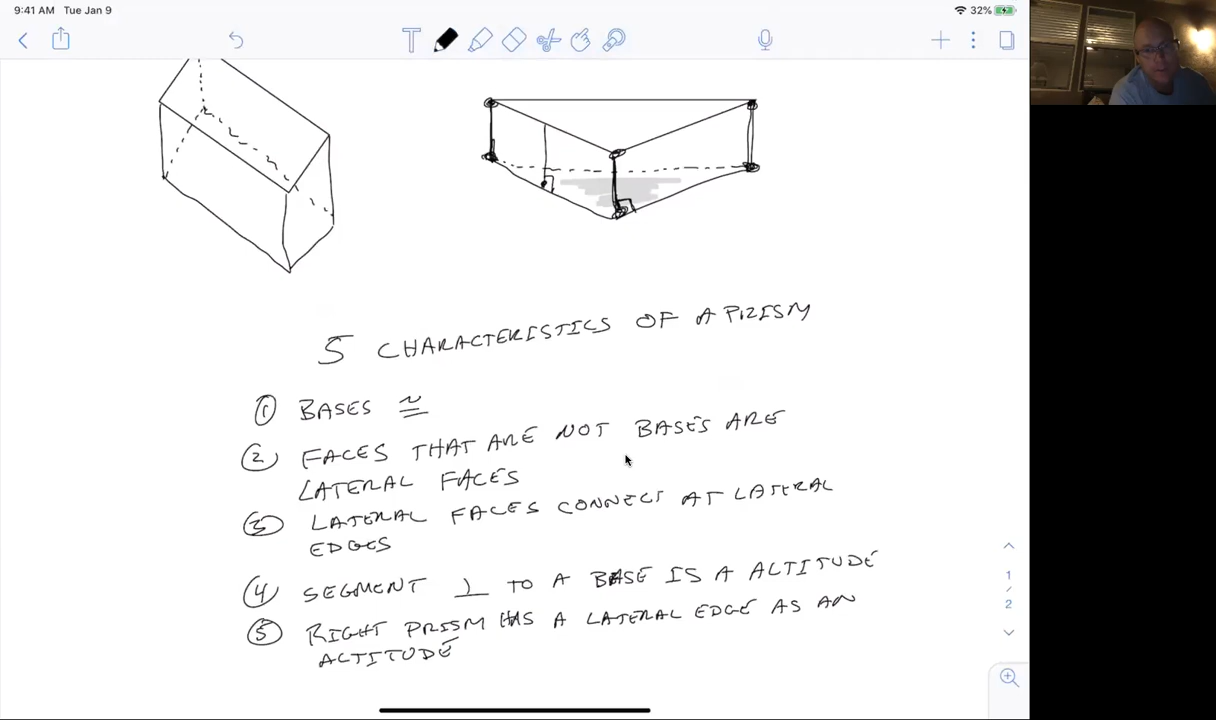 9:41 AM Tue Jan 9
32%
T
5 CHARACTERISTICS OF A PRISM
① BASES ≅
② FACES THAT ARE NOT BASES ARE
LATERAL FACES
③ LATERAL FACES CONNECT AT LATERAL
EDGES
④ SEGMENT ⊥ TO A BASE IS A ALTITUDE
⑤ RIGHT PRISM HAS A LATERAL EDGE AS AN
ALTITUDE
1
/
2